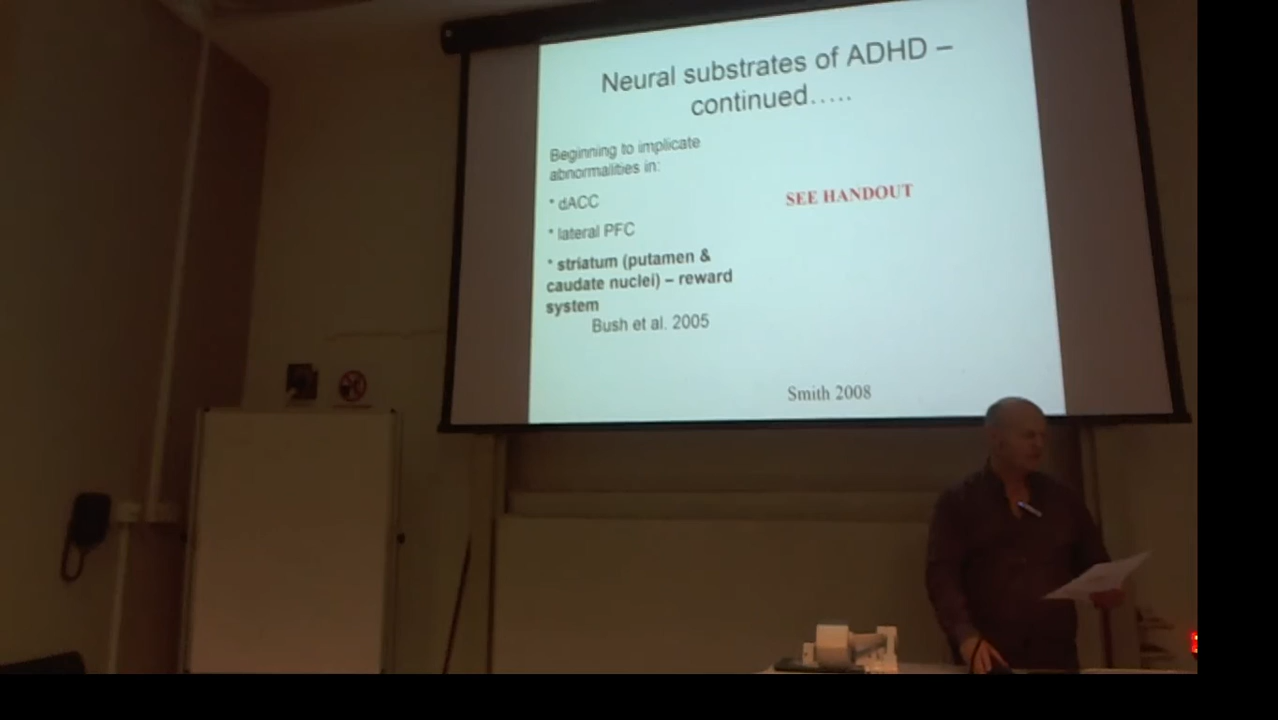 Neural substrates of ADHD –
continued…..
Beginning to implicate
abnormalities in:
* dACC
* lateral PFC
* striatum (putamen &
caudate nuclei) – reward
system
Bush et al. 2005
SEE HANDOUT
Smith 2008